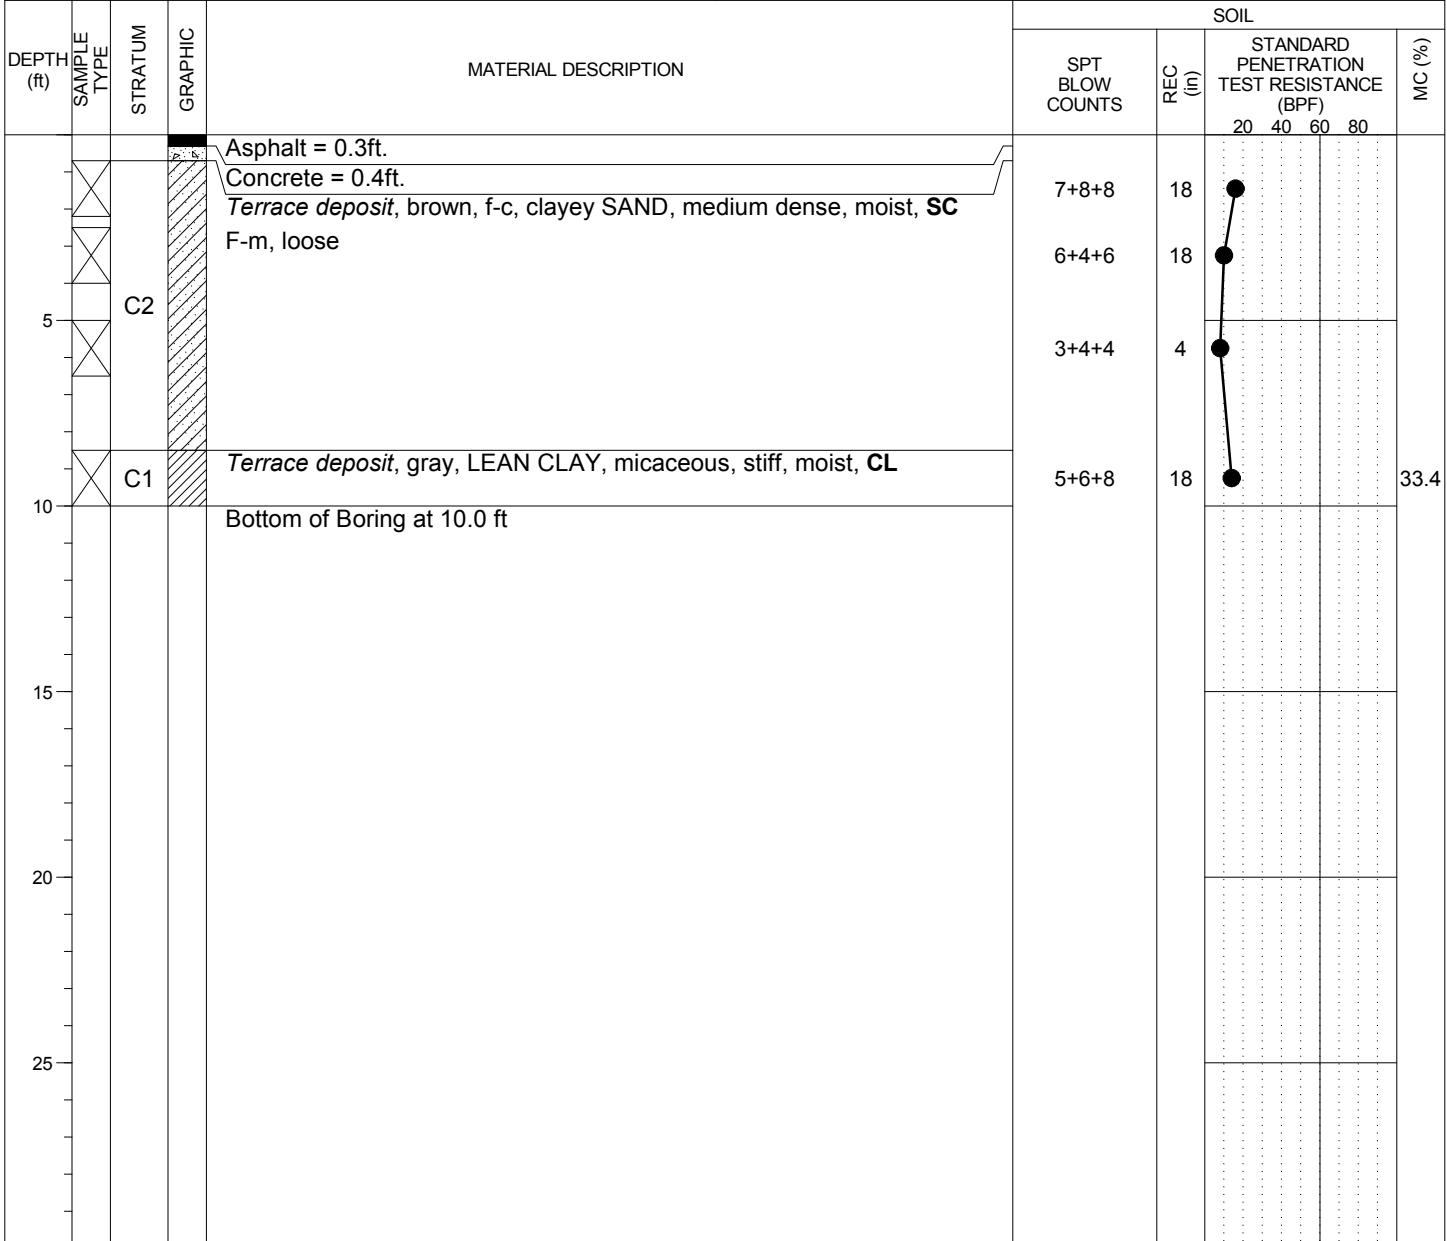 SOIL
DEPTH
(ft)
SAMPLE
TYPE
STRATUM
GRAPHIC
MATERIAL DESCRIPTION
SPT
BLOW
COUNTS
REC
(in)
STANDARD
PENETRATION
TEST RESISTANCE
(BPF)
20 40 60 80
MC (%)
Asphalt = 0.3ft.
Concrete = 0.4ft.
7+8+8 18
Terrace deposit, brown, f-c, clayey SAND, medium dense, moist, SC
F-m, loose
6+4+6 18
C2
5
3+4+4 4
Terrace deposit, gray, LEAN CLAY, micaceous, stiff, moist, CL
C1
5+6+8 18 33.4
10
Bottom of Boring at 10.0 ft
15
20
25